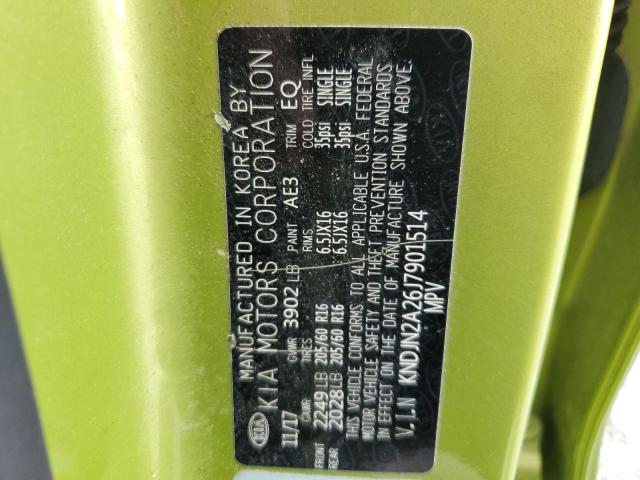 KIA MANUFACTURED IN KOREA BY
KIA MOTORS CORPORATION
11/17 GVWR 3902 LB PAINT AE3 TRIM EQ
GAWR TIRES RIMS COLD TIRE INFL
FRONT 2249 LB 205/60 R16 6.5JX16 35psi SINGLE
REAR 2028 LB 205/60 R16 6.5JX16 35psi SINGLE
THIS VEHICLE CONFORMS TO ALL APPLICABLE U.S.A. FEDERAL
MOTOR VEHICLE SAFETY AND THEFT PREVENTION STANDARDS
IN EFFECT ON THE DATE OF MANUFACTURE SHOWN ABOVE.
V.I.N KNDJN2A26J7901514
MPV